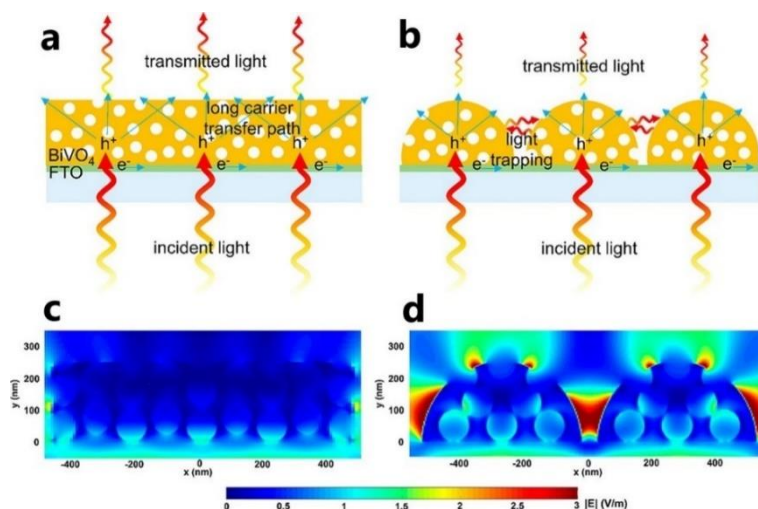 a
transmitted light
long carrier
transfer path
h⁺ h⁺ h⁺
BiVO₄
FTO
e⁻ e⁻ e⁻
incident light
b
transmitted light
h⁺ h⁺ h⁺
light
e⁻ trapping e⁻ e⁻
incident light
c
y (nm)
300
200
100
0
-400 -200 0 200 400
x (nm)
d
y (nm)
300
200
100
0
-400 -200 0 200 400
x (nm)
0 0.5 1 1.5 2 2.5 3 |E| (V/m)